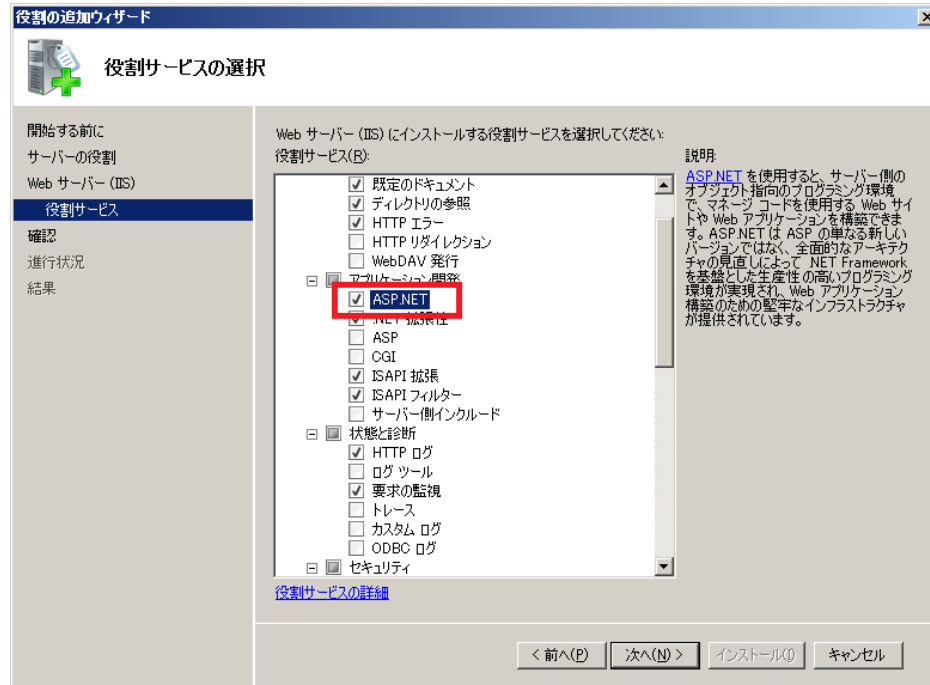 役割の追加ウィザード
役割サービスの選択
開始する前に
サーバーの役割
Web サーバー (IIS)
役割サービス
確認
進行状況
結果
Web サーバー (IIS) にインストールする役割サービスを選択してください:
役割サービス(R):
既定のドキュメント
ディレクトリの参照
HTTP エラー
HTTP リダイレクション
WebDAV 発行
アプリケーション開発
ASP.NET
.NET 拡張性
ASP
CGI
ISAPI 拡張
ISAPI フィルター
サーバー側インクルード
状態と診断
HTTP ログ
ログ ツール
要求の監視
トレース
カスタム ログ
ODBC ログ
セキュリティ
役割サービスの詳細
説明:
ASP.NET を使用すると、サーバー側の
オブジェクト指向のプログラミング環境
で、マネージ コードを使用する Web サイ
トや Web アプリケーションを構築できま
す。ASP.NET は ASP の単なる新しい
バージョンではなく、全面的なアーキテク
チャの見直しによって .NET Framework
を基盤とした生産性の高いプログラミング
環境が実現され、Web アプリケーション
構築のための堅牢なインフラストラクチャ
が提供されています。
< 前へ(P)
次へ(N) >
インストール(I)
キャンセル